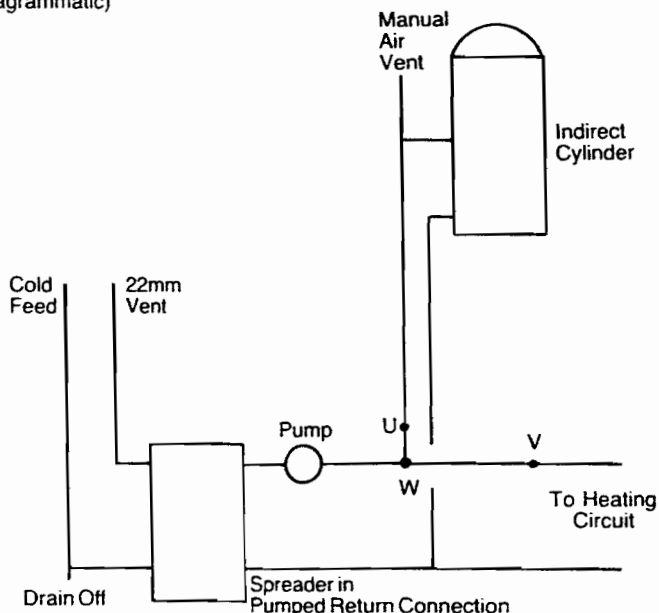 agrammatic)
Manual
Air
Vent
Indirect
Cylinder
Cold
Feed
22mm
Vent
Pump
U
V
W
To Heating
Circuit
Drain Off
Spreader in
Pumped Return Connection